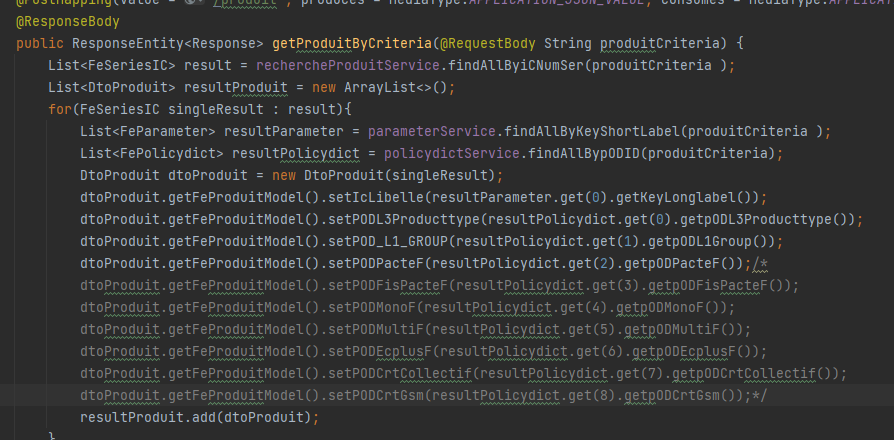 @PostMapping(value = "/produit", produces = MediaType.APPLICATION_JSON_VALUE, consumes = MediaType.APPLICAT
@ResponseBody
public ResponseEntity<Response> getProduitByCriteria(@RequestBody String produitCriteria) {
List<FeSeriesIC> result = rechercheProduitService.findAllByiCNumSer(produitCriteria );
List<DtoProduit> resultProduit = new ArrayList<>();
for(FeSeriesIC singleResult : result){
List<FeParameter> resultParameter = parameterService.findAllByKeyShortLabel(produitCriteria );
List<FePolicydict> resultPolicydict = policydictService.findAllBypODID(produitCriteria);
DtoProduit dtoProduit = new DtoProduit(singleResult);
dtoProduit.getFeProduitModel().setIcLibelle(resultParameter.get(0).getKeyLonglabel());
dtoProduit.getFeProduitModel().setPODL3Producttype(resultPolicydict.get(0).getpODL3Producttype());
dtoProduit.getFeProduitModel().setPOD_L1_GROUP(resultPolicydict.get(1).getpODL1Group());
dtoProduit.getFeProduitModel().setPODPacteF(resultPolicydict.get(2).getpODPacteF());/*
dtoProduit.getFeProduitModel().setPODFisPacteF(resultPolicydict.get(3).getpODFisPacteF());
dtoProduit.getFeProduitModel().setPODMonoF(resultPolicydict.get(4).getpODMonoF());
dtoProduit.getFeProduitModel().setPODMultiF(resultPolicydict.get(5).getpODMultiF());
dtoProduit.getFeProduitModel().setPODEcplusF(resultPolicydict.get(6).getpODEcplusF());
dtoProduit.getFeProduitModel().setPODCrtCollectif(resultPolicydict.get(7).getpODCrtCollectif());
dtoProduit.getFeProduitModel().setPODCrtGsm(resultPolicydict.get(8).getpODCrtGsm());*/
resultProduit.add(dtoProduit);
}